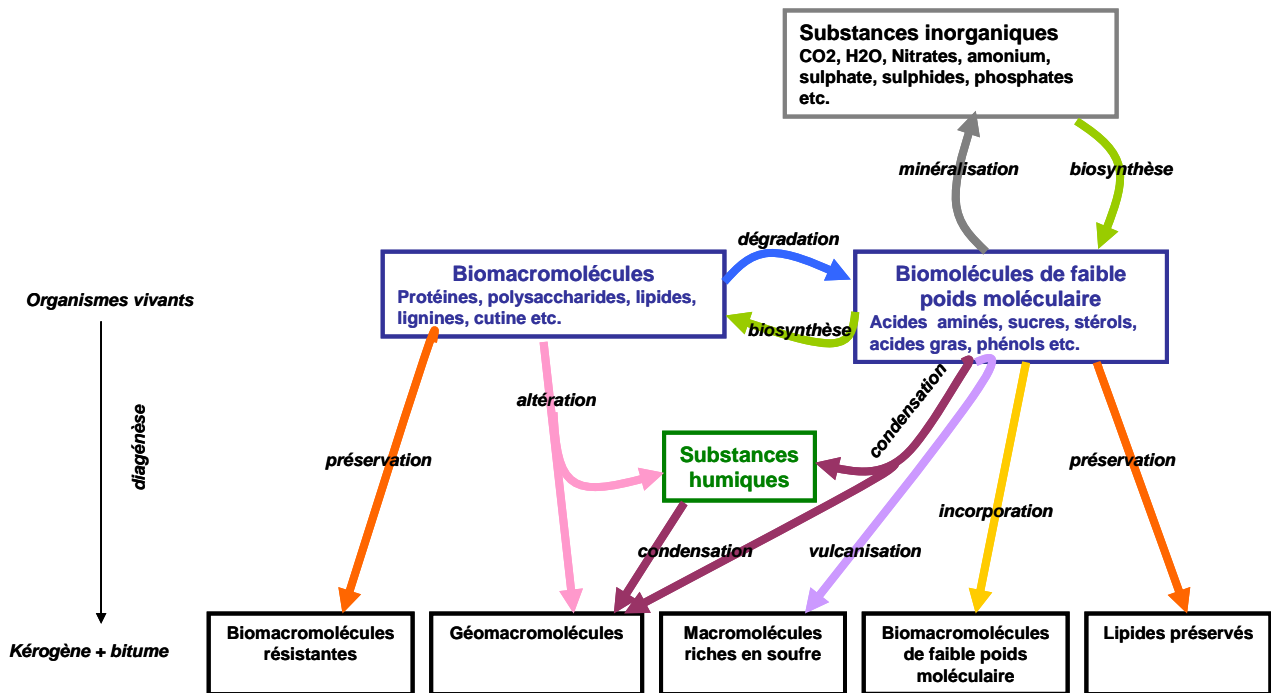 Substances inorganiques
CO2, H2O, Nitrates, amonium,
sulphate, sulphides, phosphates
etc.
minéralisation
biosynthèse
dégradation
Biomacromolécules
Protéines, polysaccharides, lipides,
lignines, cutine etc.
Biomolécules de faible
poids moléculaire
Acides aminés, sucres, stérols,
acides gras, phénols etc.
biosynthèse
Organismes vivants
diagénèse
Kérogène + bitume
altération
condensation
préservation
Substances
humiques
préservation
incorporation
condensation
vulcanisation
Biomacromolécules
résistantes
Géomacromolécules
Macromolécules
riches en soufre
Biomacromolécules
de faible poids
moléculaire
Lipides préservés